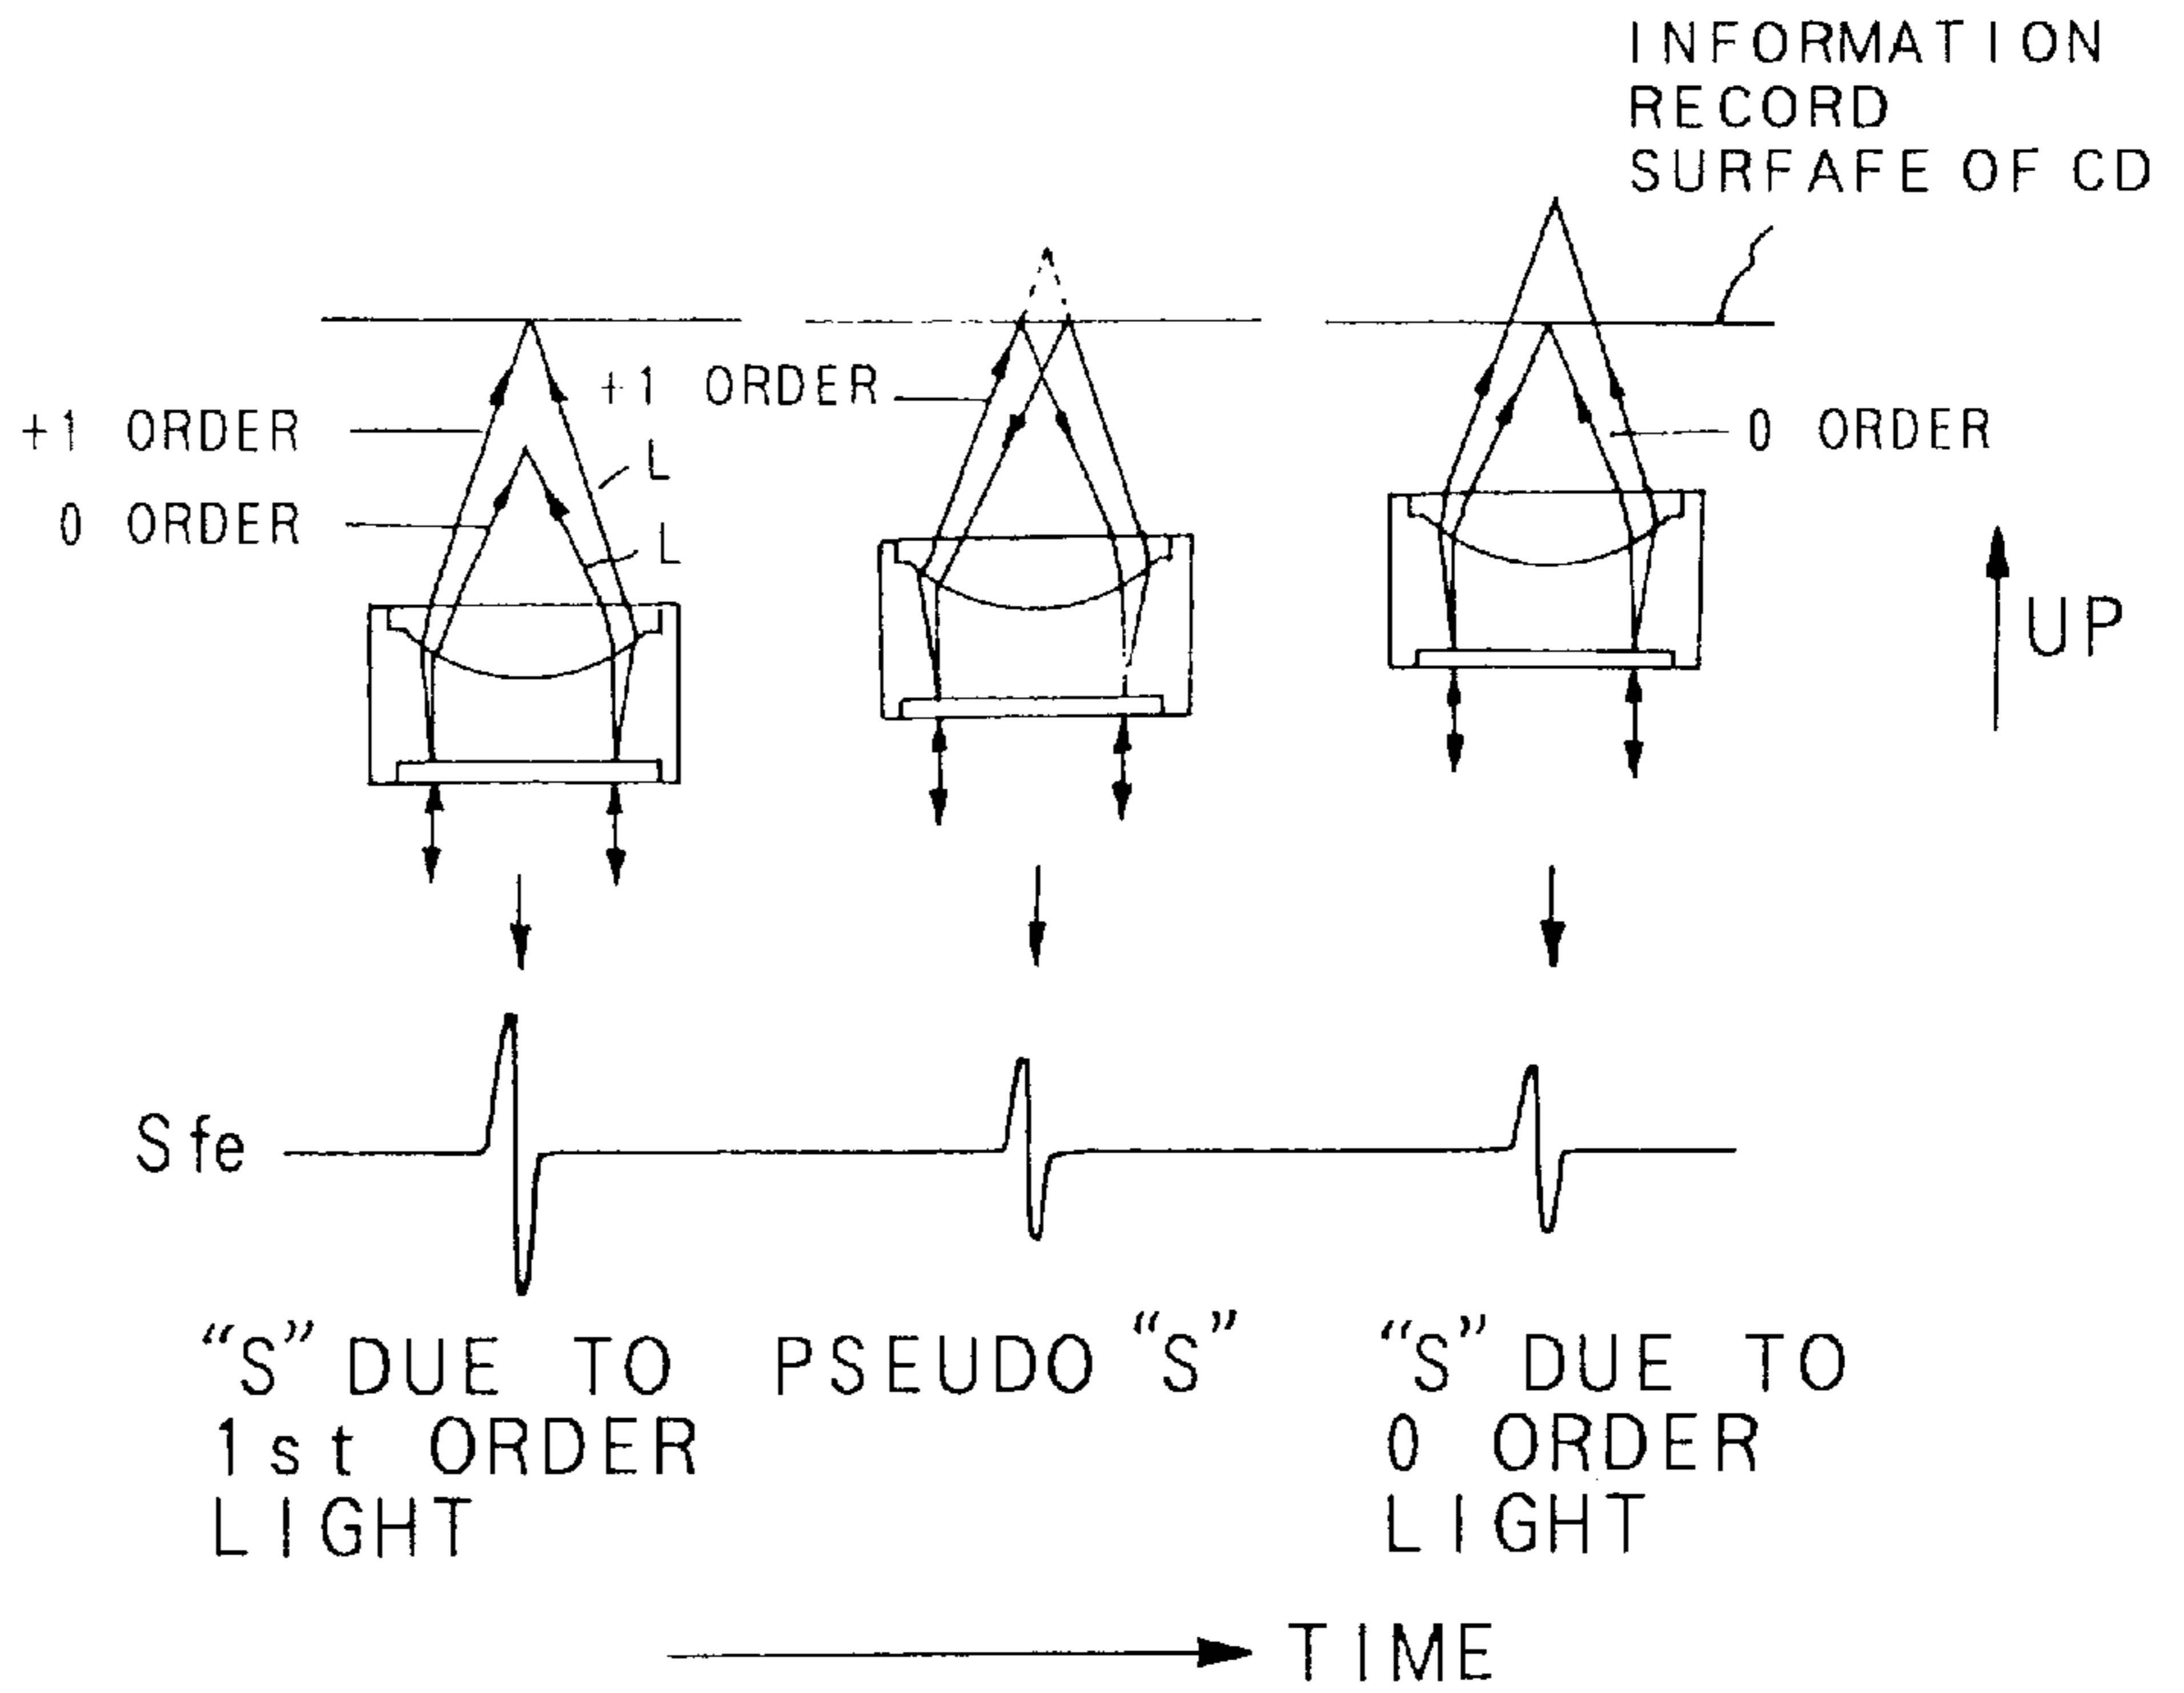 INFORMATION
RECORD
SURFAFE OF CD
+1 ORDER
+1 ORDER
0 ORDER
L
0 ORDER
L
UP
Sfe
“S” DUE TO
1st ORDER
LIGHT
PSEUDO “S”
“S” DUE TO
0 ORDER
LIGHT
TIME